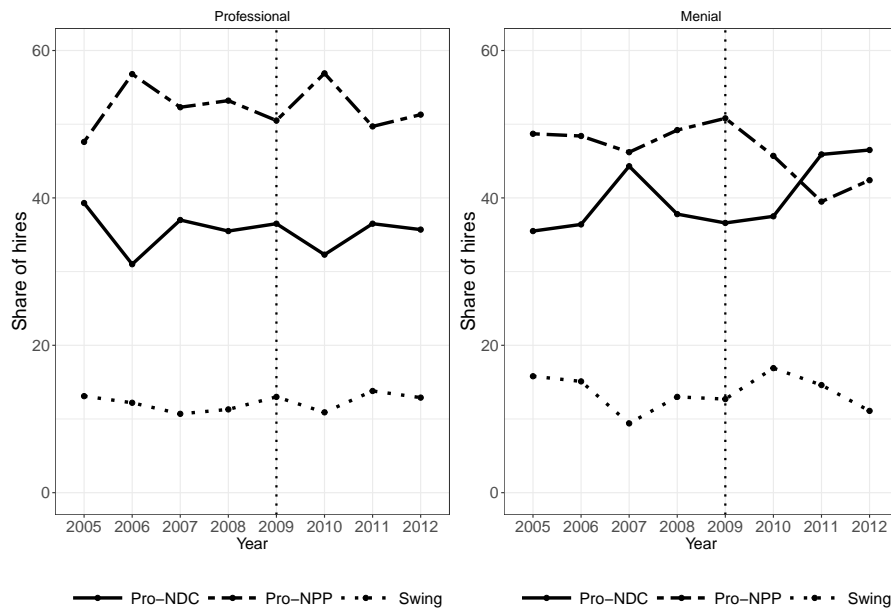 Professional
60
40
20
0
Share of hires
2005 2006 2007 2008 2009 2010 2011 2012
Year
Pro−NDC Pro−NPP Swing
Menial
60
40
20
0
Share of hires
2005 2006 2007 2008 2009 2010 2011 2012
Year
Pro−NDC Pro−NPP Swing